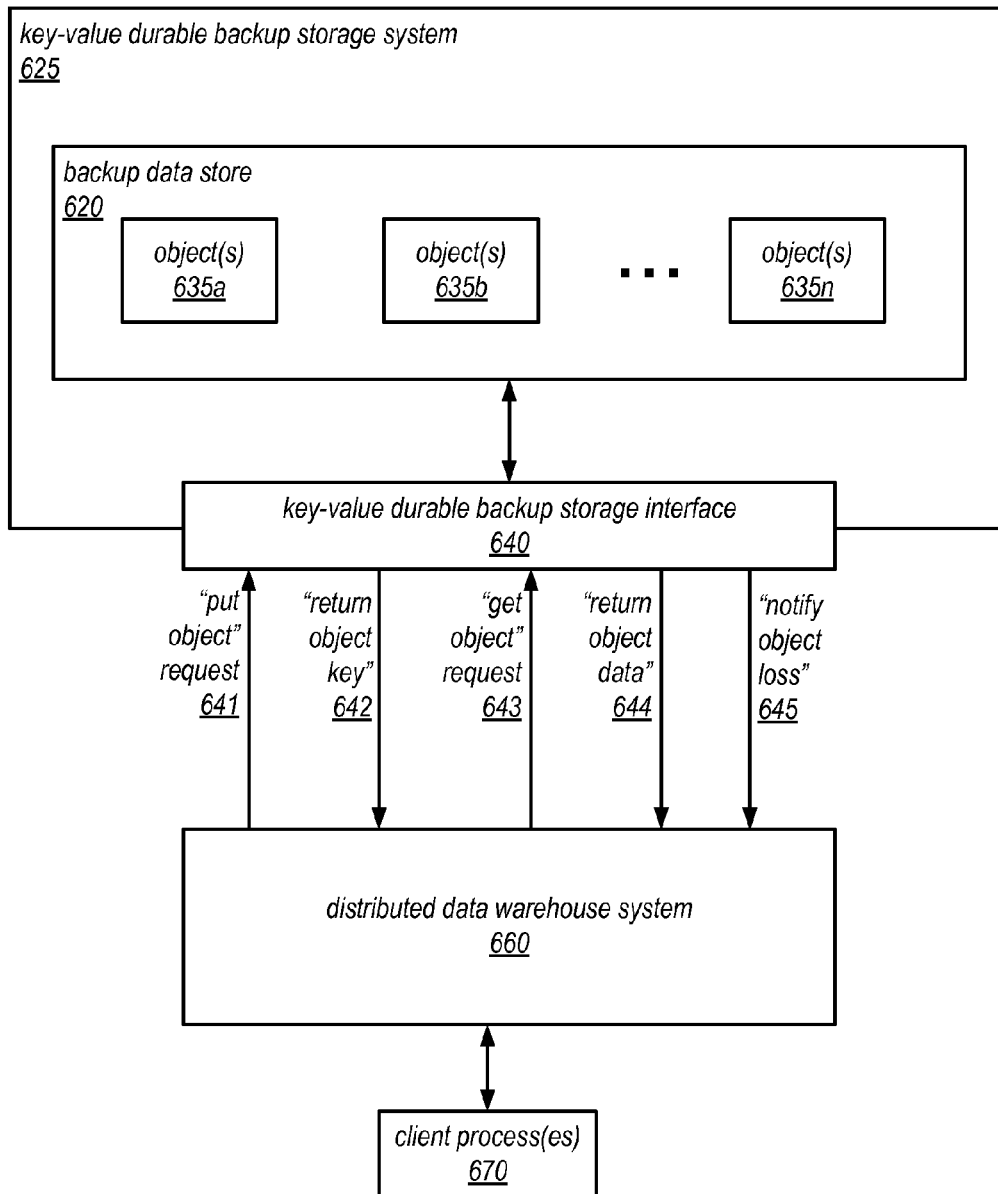 key-value durable backup storage system
625
backup data store
620
object(s)
635a
object(s)
635b
object(s)
635n
key-value durable backup storage interface
640
“put
object”
request
641
“return
object
key”
642
“get
object”
request
643
“return
object
data”
644
“notify
object
loss”
645
distributed data warehouse system
660
client process(es)
670